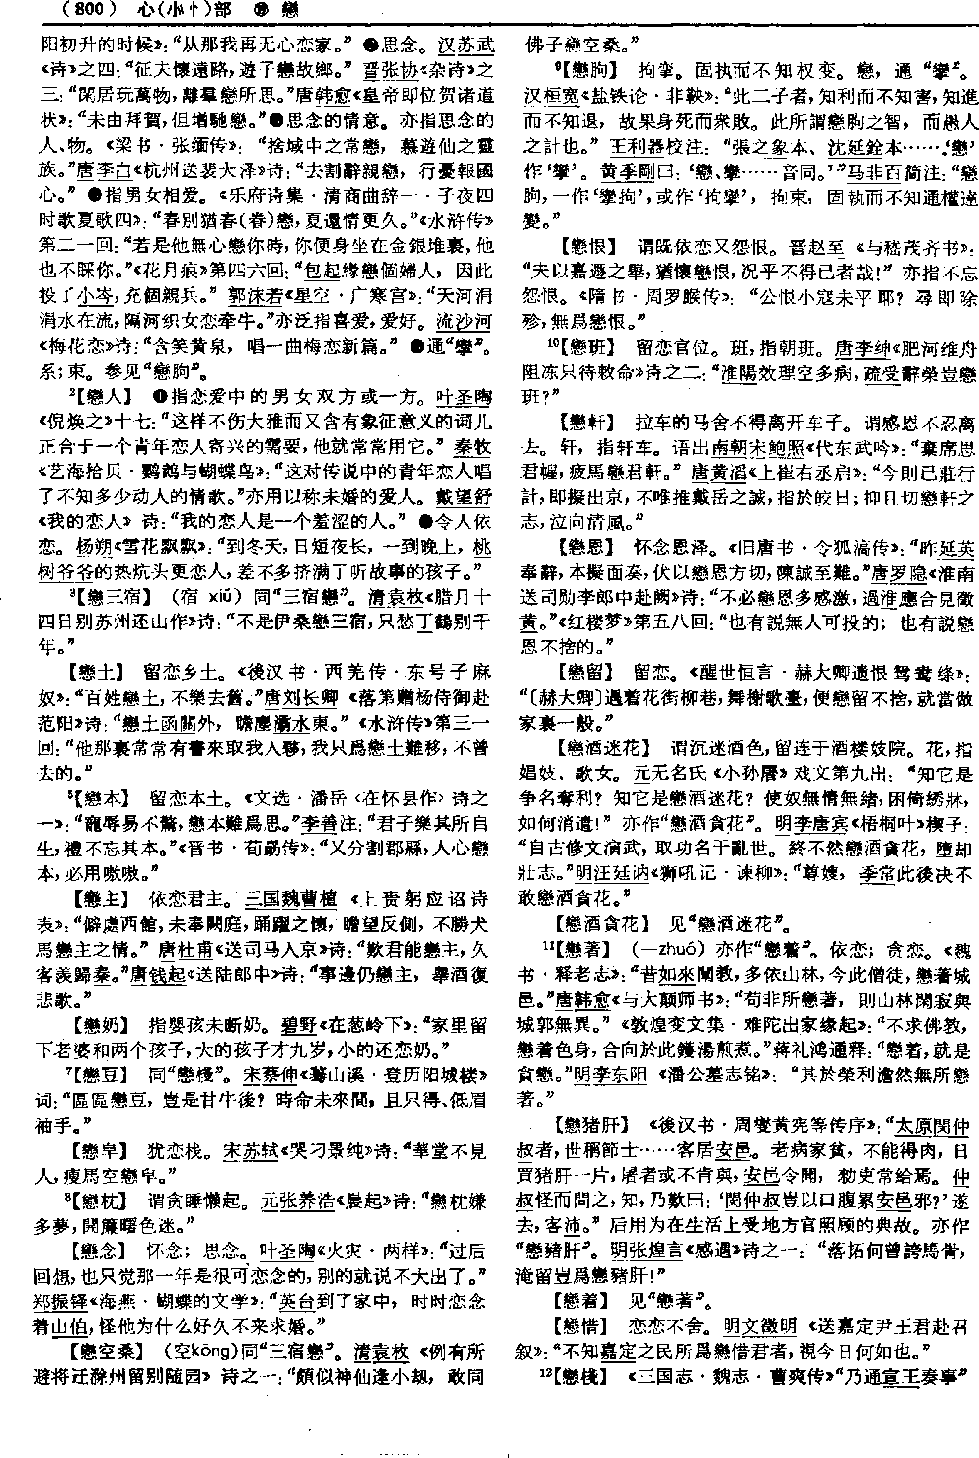 （800） 心(小忄)部 ⑲ 戀
阳初升的时候》：“从那我再无心恋家。” ●思念。汉苏武
《诗》之四：“征夫懷遠路，遊子戀故鄉。” 晋张协《杂诗》之
三：“閑居玩萬物，離羣戀所思。”唐韩愈《皇帝即位贺诸道
状》：“未由拜賀，但增馳戀。”●思念的情意。亦指思念的
人、物。《梁书·张缅传》：“捨域中之常戀，慕遊仙之靈
族。”唐李白《杭州送裴大泽》诗：“去割辭親戀，行憂報國
心。” ●指男女相爱。《乐府诗集·清商曲辞一·子夜四
时歌夏歌四》：“春别猶春(眷)戀，夏還情更久。”《水浒传》
第二一回：“若是他無心戀你時，你便身坐在金銀堆裏，他
也不睬你。”《花月痕》第四六回：“包起缘戀個婦人，因此
投了小岑，充個親兵。” 郭沫若《星空·广寒宫》：“天河涓
涓水在流，隔河织女恋牵牛。”亦泛指喜爱，爱好。流沙河
《梅花恋》诗：“含笑黄泉，唱一曲梅恋新篇。” ●通“攣”。
系；束。参见“戀朐”。
²【戀人】 ❶指恋爱中的男女双方或一方。叶圣陶
《倪焕之》十七：“这样不伤大雅而又含有象征意义的词儿
正合于一个青年恋人寄兴的需要，他就常常用它。” 秦牧
《艺海拾贝·鹦鹉与蝴蝶鸟》：“这对传说中的青年恋人唱
了不知多少动人的情歌。”亦用以称未婚的爱人。戴望舒
《我的恋人》诗：“我的恋人是一个羞涩的人。” ●令人依
恋。杨朔《雪花飘飘》：“到冬天，日短夜长，一到晚上，桃
树爷爷的热炕头更恋人，差不多挤满了听故事的孩子。”
³【戀三宿】（宿 xiǔ）同“三宿戀”。清袁枚《腊月十
四日别苏州还山作》诗：“不是伊桑戀三宿，只愁丁鶴别千
年。”
【戀土】 留恋乡土。《後汉书·西羌传·东号子麻
奴》：“百姓戀土，不樂去舊。”唐刘长卿《落第赠杨侍御赴
范阳》诗：“戀土函關外，瞻塵灞水東。”《水浒传》第三一
回：“他那裏常常有書來取我入夥，我只爲戀土難移，不曾
去的。”
⁵【戀本】 留恋本土。《文选·潘岳〈在怀县作〉诗之
一》：“寵辱易不驚，戀本難爲思。”李善注：“君子樂其所自
生，禮不忘其本。”《晋书·荀勗传》：“又分割郡縣，人心戀
本，必用嗷嗷。”
【戀主】 依恋君主。三国魏曹植《上责躬应诏诗
表》：“僻處西館，未奉闕庭，踊躍之懷，瞻望反側，不勝犬
馬戀主之情。” 唐杜甫《送司马入京》诗：“歎君能戀主，久
客羨歸秦。”唐钱起《送陆郎中》诗：“事邊仍戀主，舉酒復
悲歌。”
【戀奶】 指婴孩未断奶。碧野《在葱岭下》：“家里留
下老婆和两个孩子，大的孩子才九岁，小的还恋奶。”
⁷【戀豆】 同“戀棧”。宋蔡伸《蓦山溪·登历阳城楼》
词：“區區戀豆，豈是甘牛後？時命未來間，且只得、低眉
袖手。”
【戀皁】 犹恋栈。宋苏轼《哭刁景纯》诗：“華堂不見
人，瘦馬空戀皁。”
⁸【戀枕】 谓贪睡懒起。元张养浩《晨起》诗：“戀枕嫌
多夢，開簾曙色迷。”
【戀念】 怀念；思念。叶圣陶《火灾·两样》：“过后
回想，也只觉那一年是很可恋念的，别的就说不大出了。”
郑振铎《海燕·蝴蝶的文学》：“英台到了家中，时时恋念
着山伯，怪他为什么好久不来求婚。”
【戀空桑】（空kōng）同“三宿戀”。清袁枚《例有所
避将迁滁州留别随园》诗之一：“頗似神仙逢小劫，敢同
佛子戀空桑。”
⁹【戀朐】 拘挛。固执而不知权变。戀，通“攣”。
汉桓宽《盐铁论·非鞅》：“此二子者，知利而不知害，知進
而不知退，故果身死而衆敗。此所謂戀朐之智，而愚人
之計也。” 王利器校注：“張之象本、沈延銓本……‘戀’
作‘攣’。黄季剛曰：‘戀、攣……音同。’”马非百简注：“戀
朐，一作‘攣拘’，或作‘拘攣’，拘束，固執而不知通權達
變。”
【戀恨】 谓既依恋又怨恨。晋赵至《与嵇茂齐书》：
“夫以嘉遯之舉，猶懷戀恨，况乎不得已者哉！” 亦指不忘
怨恨。《隋书·周罗睺传》：“公恨小寇未平耶？尋即除
殄，無爲戀恨。”
¹⁰【戀班】 留恋官位。班，指朝班。唐李绅《肥河维舟
阻冻只待敕命》诗之二：“淮陽效理空多病，疏受辭榮豈戀
班？”
【戀軒】 拉车的马舍不得离开车子。谓感恩不忍离
去。轩，指轩车。语出南朝宋鲍照《代东武吟》：“棄席思
君幄，疲馬戀君軒。” 唐黄滔《上崔右丞启》：“今則已莊行
計，即擬出京，不唯推戴岳之誠，指於皎日；抑且切戀軒之
志，泣向清風。”
【戀恩】 怀念恩泽。《旧唐书·令狐滈传》：“昨延英
奉辭，本擬面奏，伏以戀恩方切，陳誠至難。”唐罗隐《淮南
送司勋李郎中赴阙》诗：“不必戀恩多感激，過淮應合見徵
黄。”《红楼梦》第五八回：“也有説無人可投的；也有説戀
恩不捨的。”
【戀留】 留恋。《醒世恒言·赫大卿遗恨鸳鸯绦》：
“〔赫大卿〕遇着花街柳巷，舞榭歌臺，便戀留不捨，就當做
家裏一般。”
【戀酒迷花】 谓沉迷酒色，留连于酒楼妓院。花，指
娼妓、歌女。元无名氏《小孙屠》戏文第九出：“知它是
争名奪利？知它是戀酒迷花？使奴無情無緒，困倚绣牀，
如何消遣！” 亦作“戀酒貪花”。明李唐宾《梧桐叶》楔子：
“自古修文演武，取功名于亂世。終不然戀酒貪花，墮却
壯志。”明汪廷讷《狮吼记·谏柳》：“尊嫂，季常此後决不
敢戀酒貪花。”
【戀酒貪花】 见“戀酒迷花”。
¹¹【戀著】（—zhuó）亦作“戀着”。依恋；贪恋。《魏
书·释老志》：“昔如來闡教，多依山林，今此僧徒，戀著城
邑。”唐韩愈《与大颠师书》：“苟非所戀著，則山林閑寂與
城郭無異。”《敦煌变文集·难陀出家缘起》：“不求佛教，
戀着色身，合向於此鑊湯煎煮。”蒋礼鸿通释：“戀着，就是
貪戀。”明李东阳《潘公墓志铭》：“其於榮利澹然無所戀
著。”
【戀猪肝】 《後汉书·周燮黄宪等传序》：“太原閔仲
叔者，世稱節士……客居安邑。老病家貧，不能得肉，日
買猪肝一片，屠者或不肯與，安邑令聞，勑吏常給焉。仲
叔怪而問之，知，乃歎曰：‘閔仲叔豈以口腹累安邑邪？’遂
去，客沛。” 后用为在生活上受地方官照顾的典故。亦作
“戀豬肝”。明张煌言《感遇》诗之一：“落拓何曾誇馬骨，
淹留豈爲戀豬肝！”
【戀着】 见“戀著”。
【戀惜】 恋恋不舍。明文徵明《送嘉定尹王君赴召
叙》：“不知嘉定之民所爲戀惜君者，視今日何如也。”
¹²【戀棧】 《三国志·魏志·曹爽传》“乃通宣王奏事”